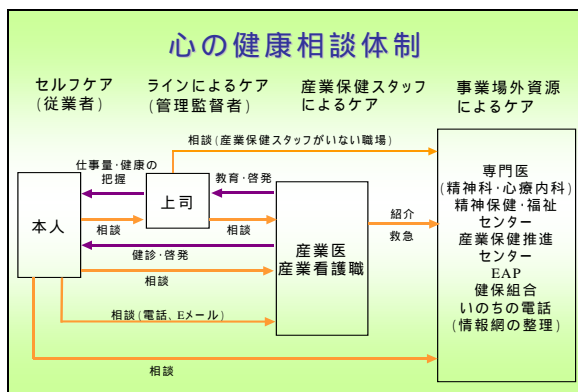 心の健康相談体制
セルフケア
(従業者)
ラインによるケア
(管理監督者)
産業保健スタッフ
によるケア
事業場外資源
によるケア
相談(産業保健スタッフがいない職場)
仕事量・健康の
把握
教育・啓発
本人
上司
相談
相談
健診・啓発
相談
産業医
産業看護職
紹介
救急
相談(電話、Eメール)
相談
専門医
(精神科・心療内科)
精神保健・福祉
センター
産業保健推進
センター
EAP
健保組合
いのちの電話
(情報網の整理)